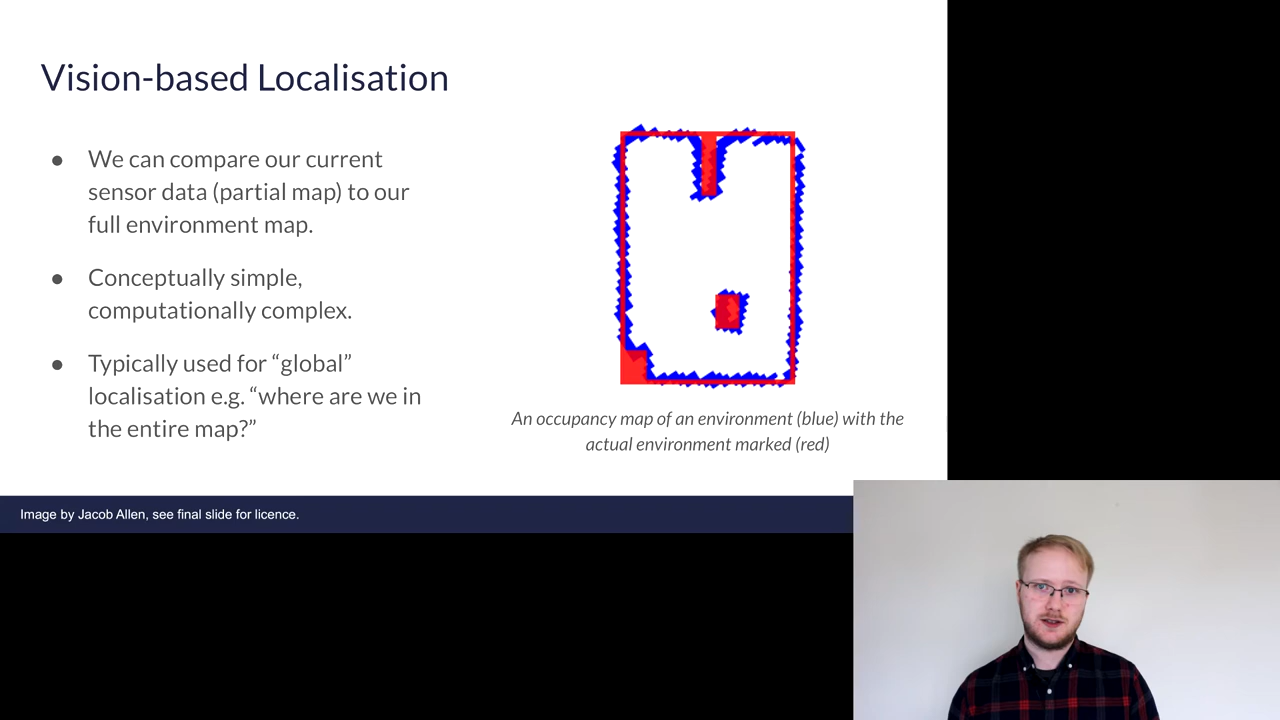 Vision-based Localisation
● We can compare our current
sensor data (partial map) to our
full environment map.
● Conceptually simple,
computationally complex.
● Typically used for “global”
localisation e.g. “where are we in
the entire map?”
An occupancy map of an environment (blue) with the
actual environment marked (red)
Image by Jacob Allen, see final slide for licence.